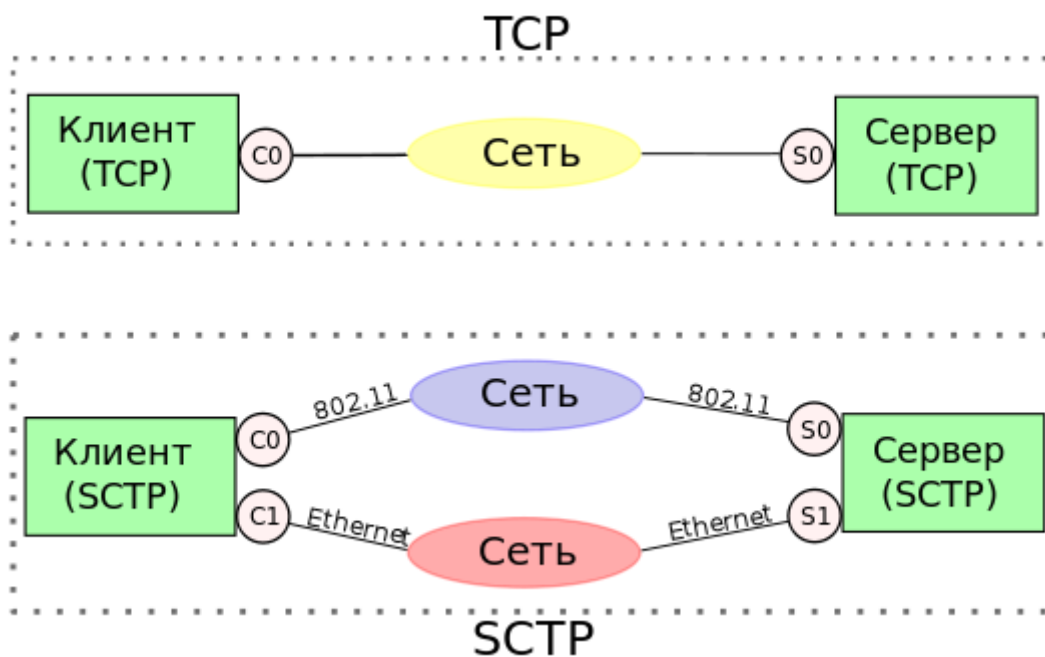 TCP
Клиент
(TCP)
C0
Сеть
S0
Сервер
(TCP)
802.11
Сеть
802.11
Клиент
(SCTP)
C0
C1
S0
S1
Сервер
(SCTP)
Ethernet
Сеть
Ethernet
SCTP